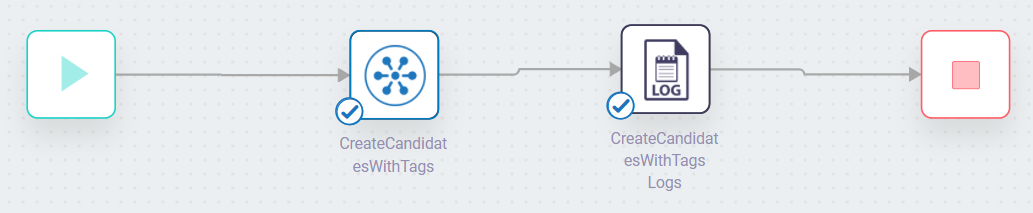 LOG
CreateCandidat
esWithTags
CreateCandidat
esWithTags
Logs